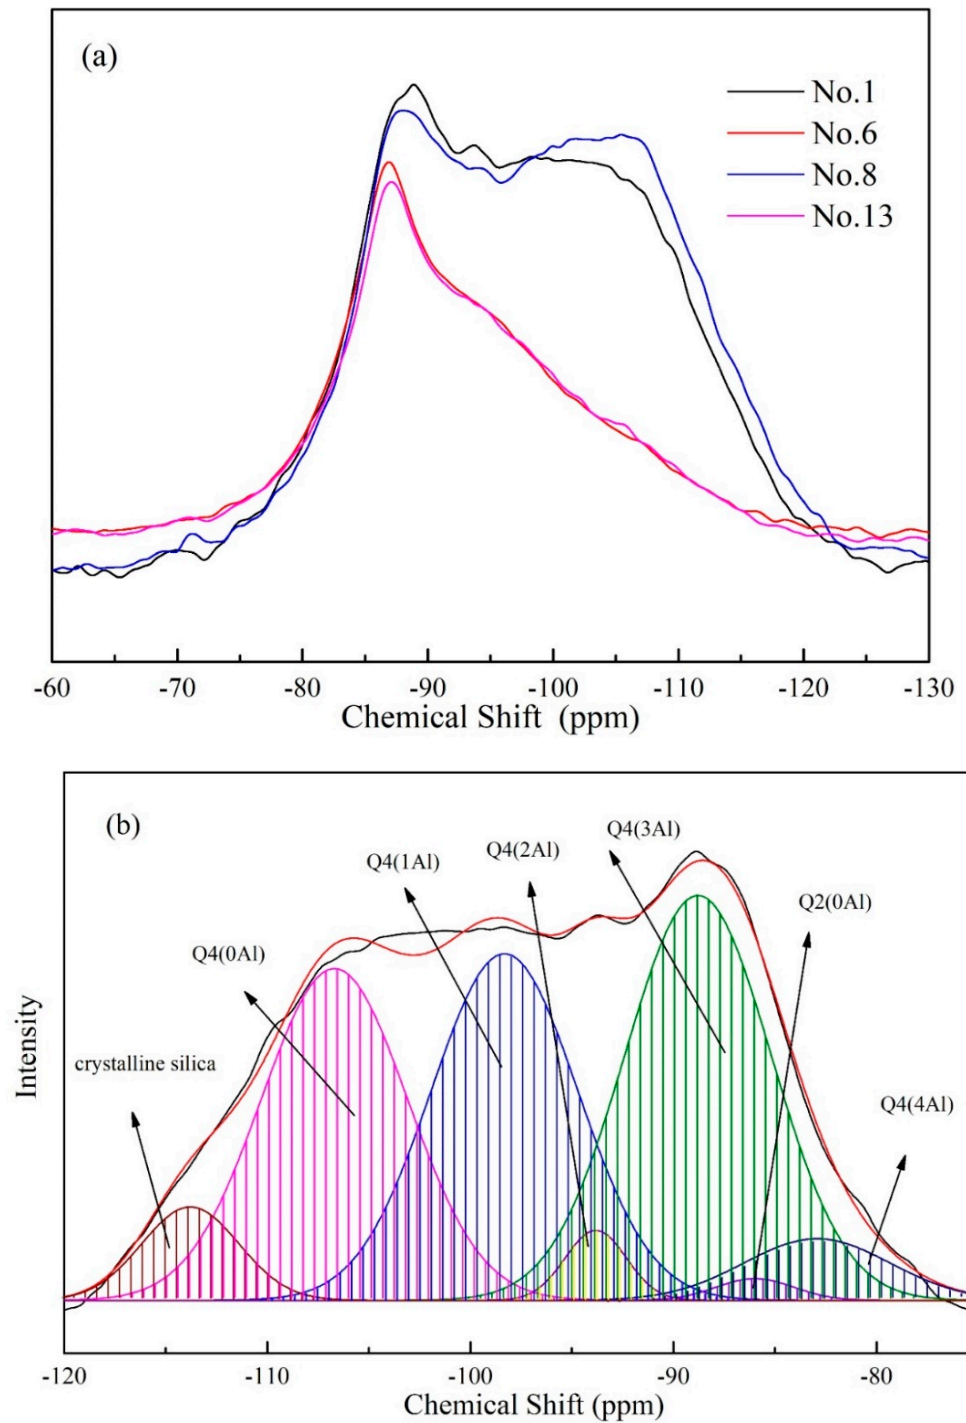 (a)
No.1
No.6
No.8
No.13
-60 -70 -80 -90 -100 -110 -120 -130
Chemical Shift (ppm)
(b)
Q4(3Al)
Q4(2Al)
Q4(1Al)
Q2(0Al)
Q4(0Al)
crystalline silica
Q4(4Al)
Intensity
-120 -110 -100 -90 -80
Chemical Shift (ppm)